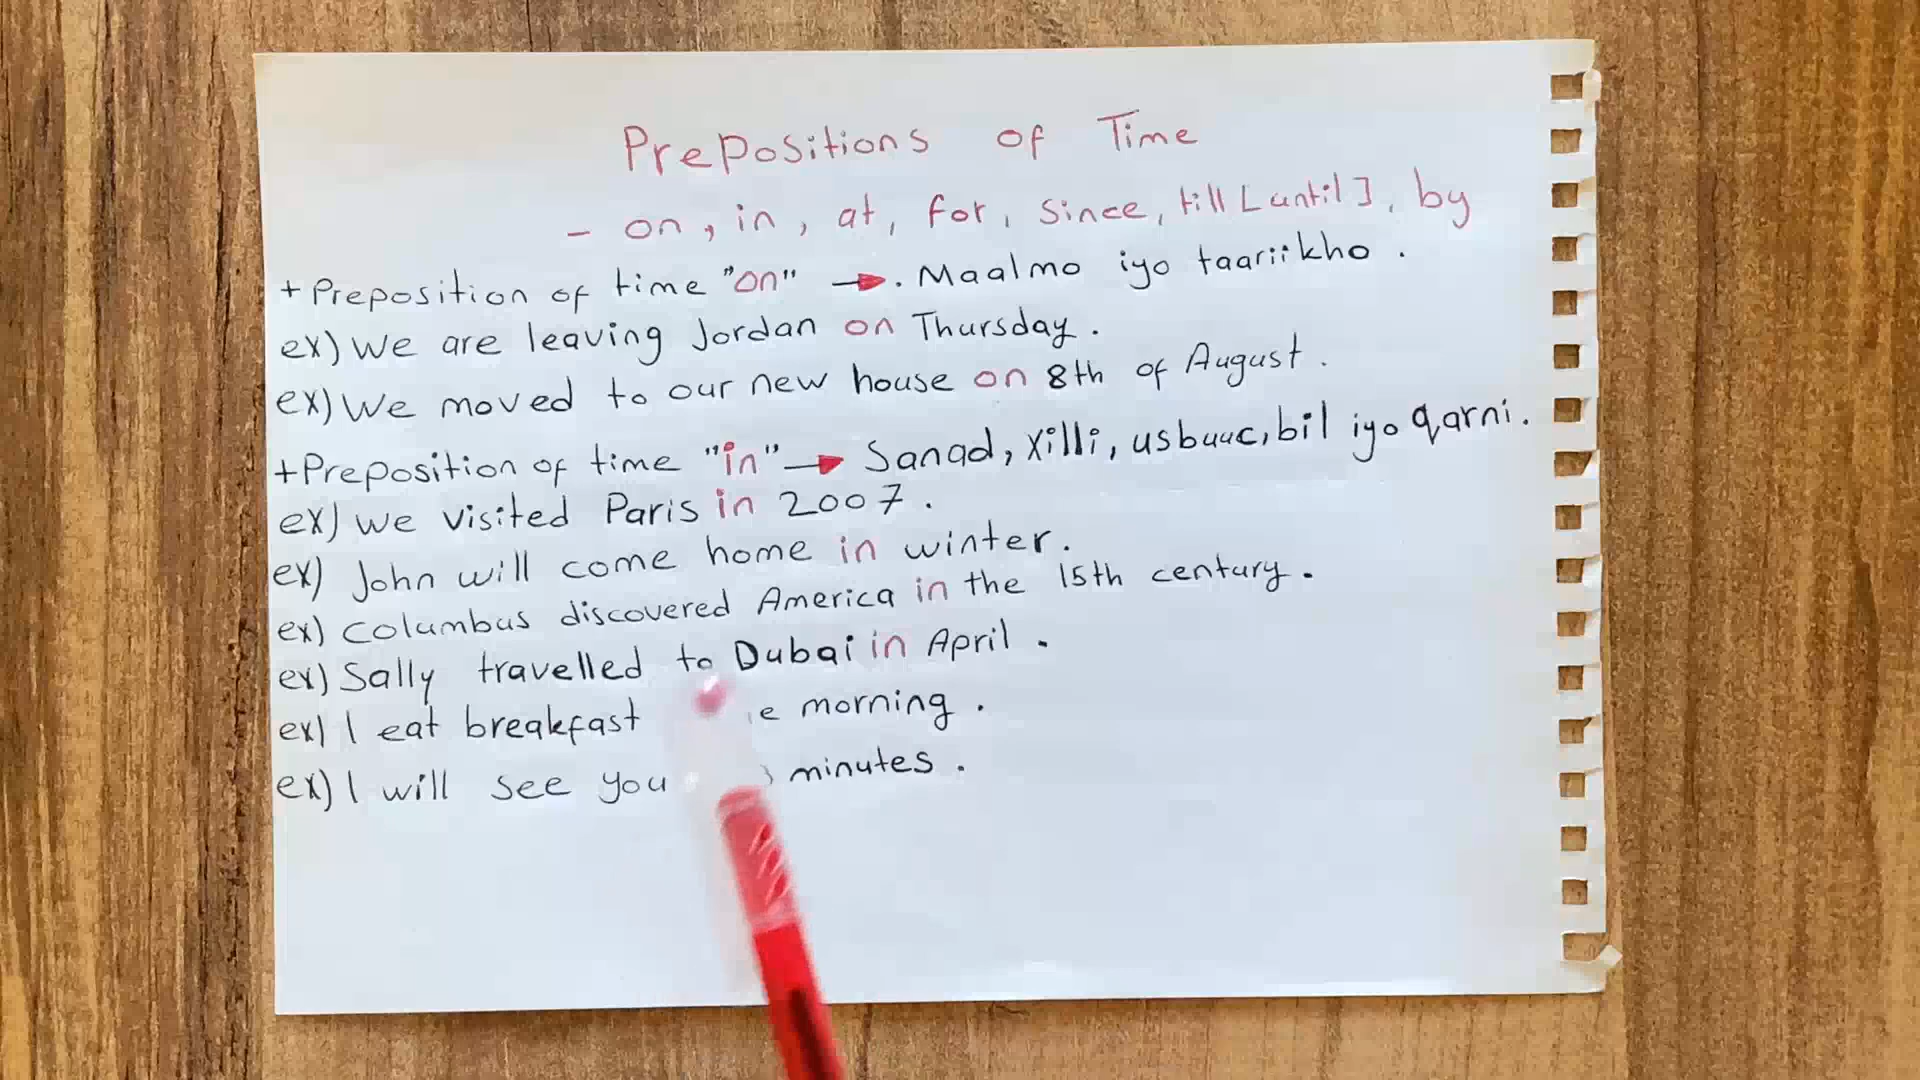 Prepositions of Time
- on, in, at, for, since, till [until], by
+ Preposition of time "on" → . Maalmo iyo taariikho .
ex) We are leaving Jordan on Thursday .
ex) We moved to our new house on 8th of August .
+ Preposition of time "in" → Sanad, Xilli, usbuuc, bil iyo qarni .
ex) we visited Paris in 2007 .
ex) John will come home in winter .
ex) Columbus discovered America in the 15th century .
ex) Sally travelled to Dubai in April .
ex) I eat breakfast morning .
ex) I will see you minutes .